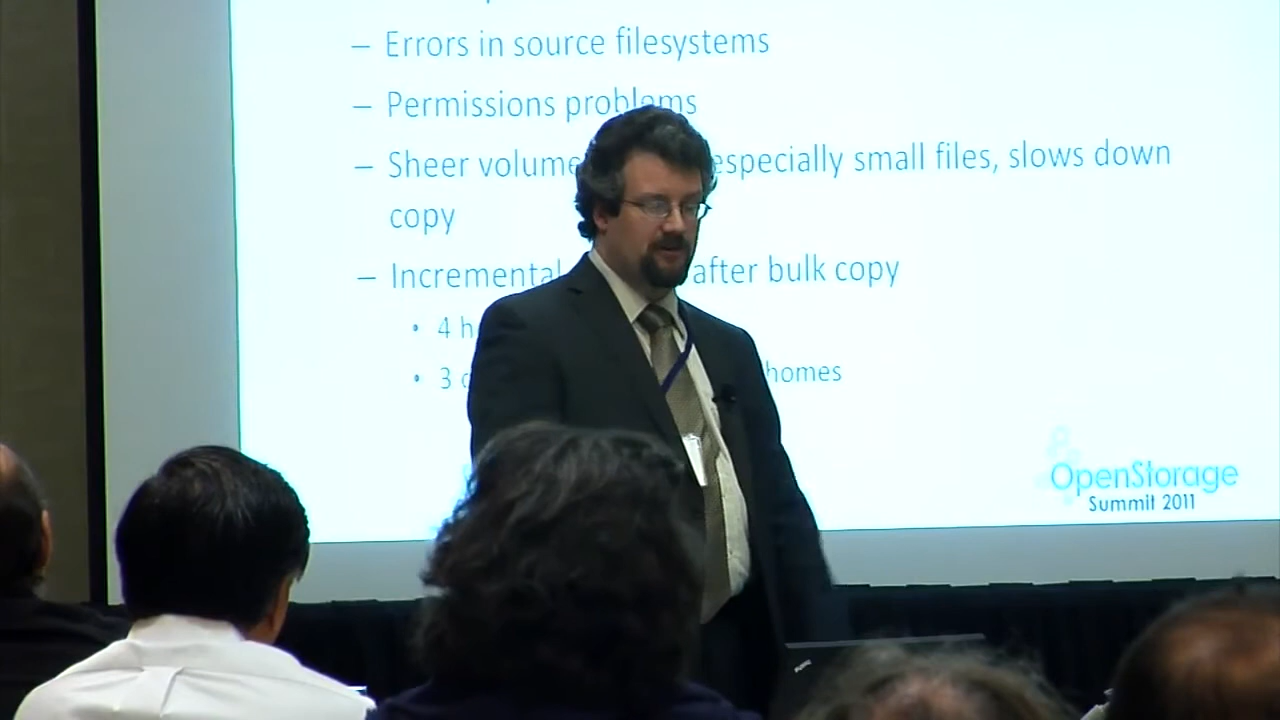 – Errors in source filesystems
– Permissions problems
– Sheer volume especially small files, slows down
copy
– Incremental after bulk copy
• 4 h
• 3 homes
OpenStorage
Summit 2011